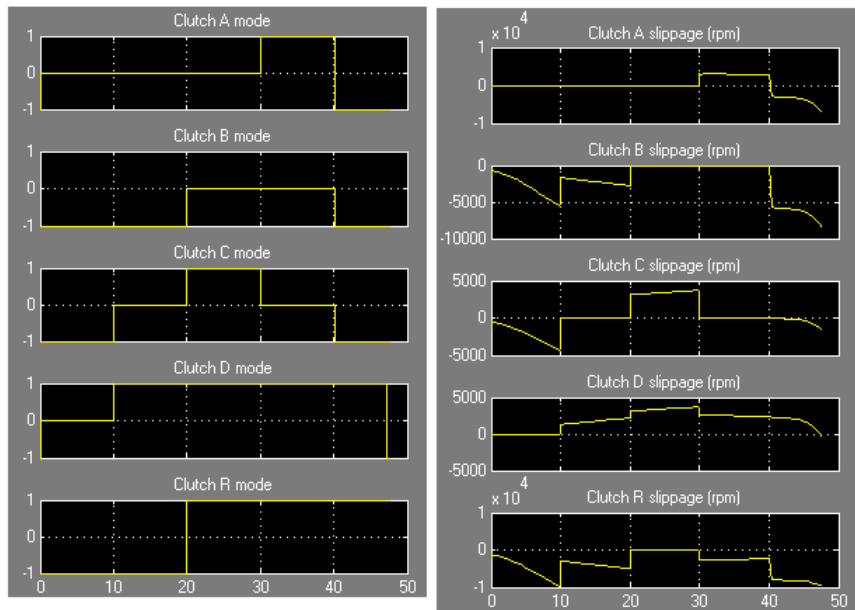 Clutch A mode
1
0
-1
Clutch B mode
1
0
-1
Clutch C mode
1
0
-1
Clutch D mode
1
0
-1
Clutch R mode
1
0
-1
0 10 20 30 40 50
x 10^4
Clutch A slippage (rpm)
1
0
-1
Clutch B slippage (rpm)
0
-5000
-10000
Clutch C slippage (rpm)
5000
0
-5000
Clutch D slippage (rpm)
5000
0
-5000
x 10^4
Clutch R slippage (rpm)
1
0
-1
0 10 20 30 40 50